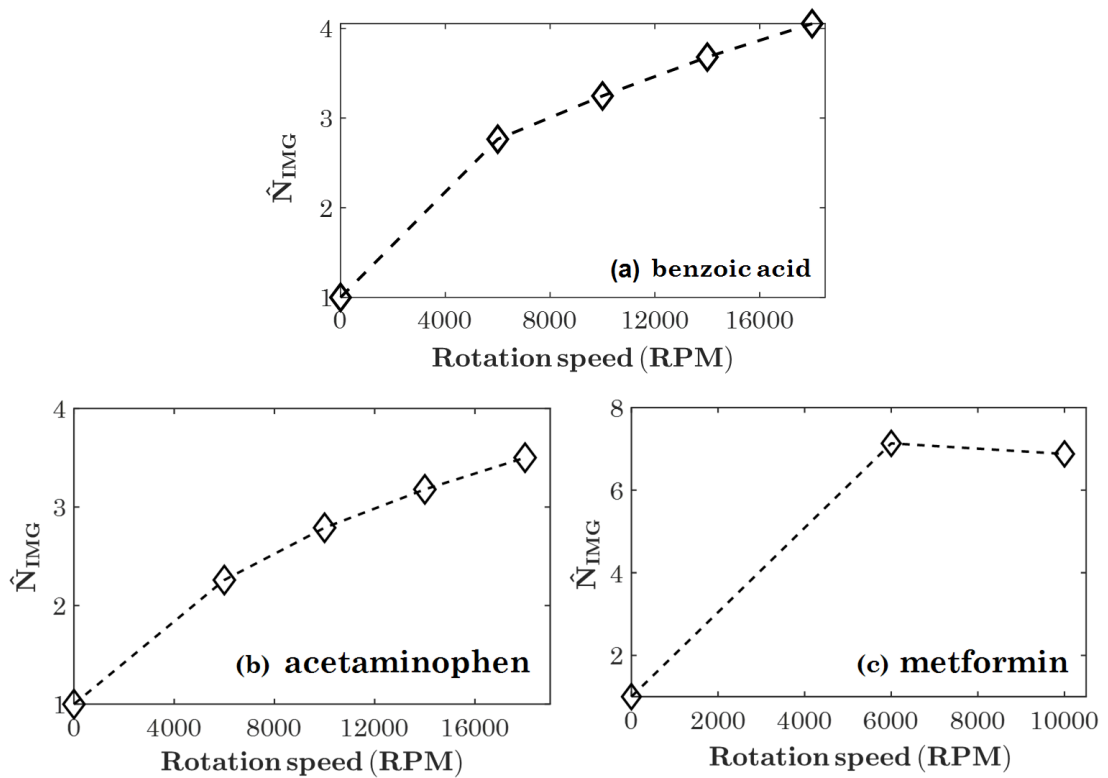 4
3
2
1
N̂IMG
(a) benzoic acid
0 4000 8000 12000 16000
Rotation speed (RPM)
4
3
2
1
N̂IMG
(b) acetaminophen
0 4000 8000 12000 16000
Rotation speed (RPM)
8
6
4
2
N̂IMG
(c) metformin
0 2000 4000 6000 8000 10000
Rotation speed (RPM)